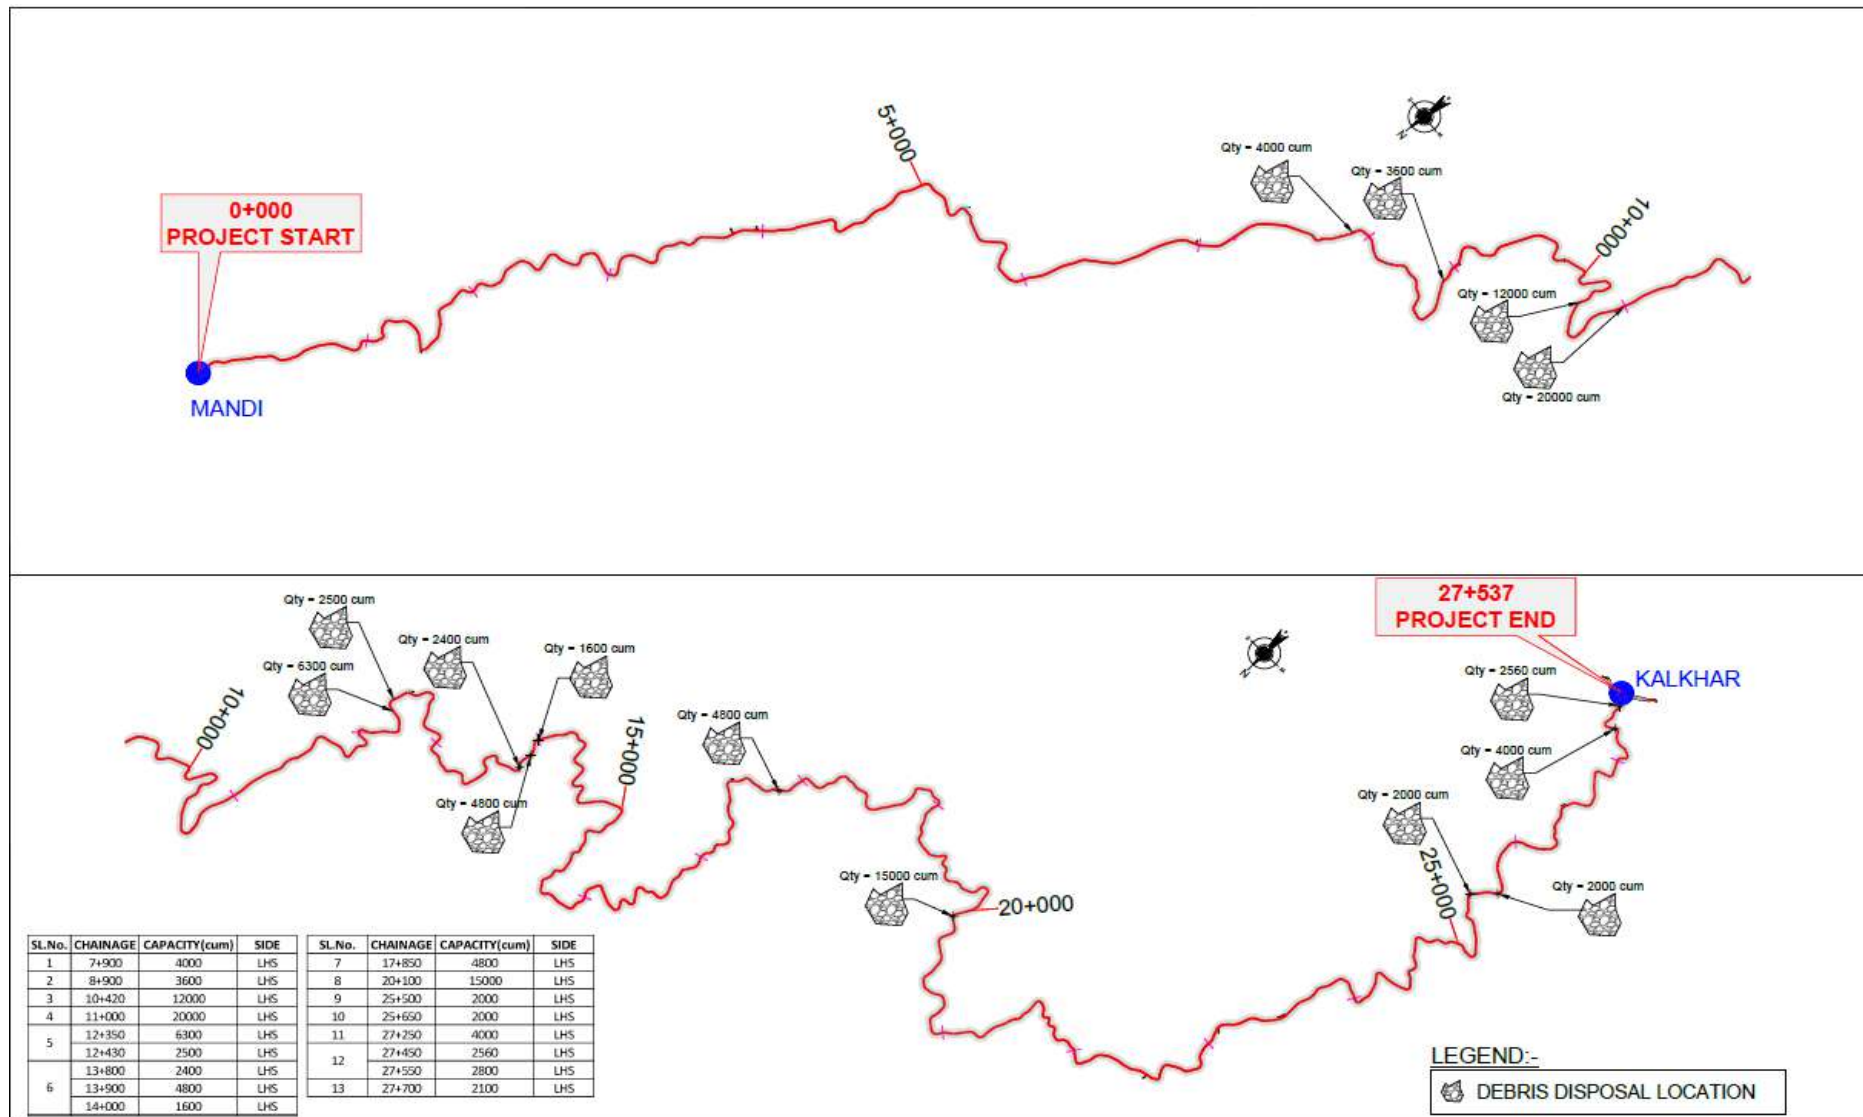 5+000
Qty = 4000 cum
Qty = 3600 cum
0+000
PROJECT START
10+000
Qty = 12000 cum
Qty = 20000 cum
MANDI
27+537
PROJECT END
Qty = 2500 cum
Qty = 2400 cum
Qty = 1600 cum
Qty = 6300 cum
Qty = 2560 cum
KALKHAR
10+000
15+000
Qty = 4800 cum
Qty = 4000 cum
Qty = 4800 cum
Qty = 2000 cum
25+000
Qty = 15000 cum
Qty = 2000 cum
20+000
SL.No. CHAINAGE CAPACITY(cum) SIDE
1 7+900 4000 LHS
2 8+900 3600 LHS
3 10+420 12000 LHS
4 11+000 20000 LHS
5 12+350 6300 LHS
12+430 2500 LHS
6 13+800 2400 LHS
13+900 4800 LHS
14+000 1600 LHS
SL.No. CHAINAGE CAPACITY(cum) SIDE
7 17+850 4800 LHS
8 20+100 15000 LHS
9 25+500 2000 LHS
10 25+650 2000 LHS
11 27+250 4000 LHS
12 27+450 2560 LHS
27+550 2800 LHS
13 27+700 2100 LHS
LEGEND:-
DEBRIS DISPOSAL LOCATION